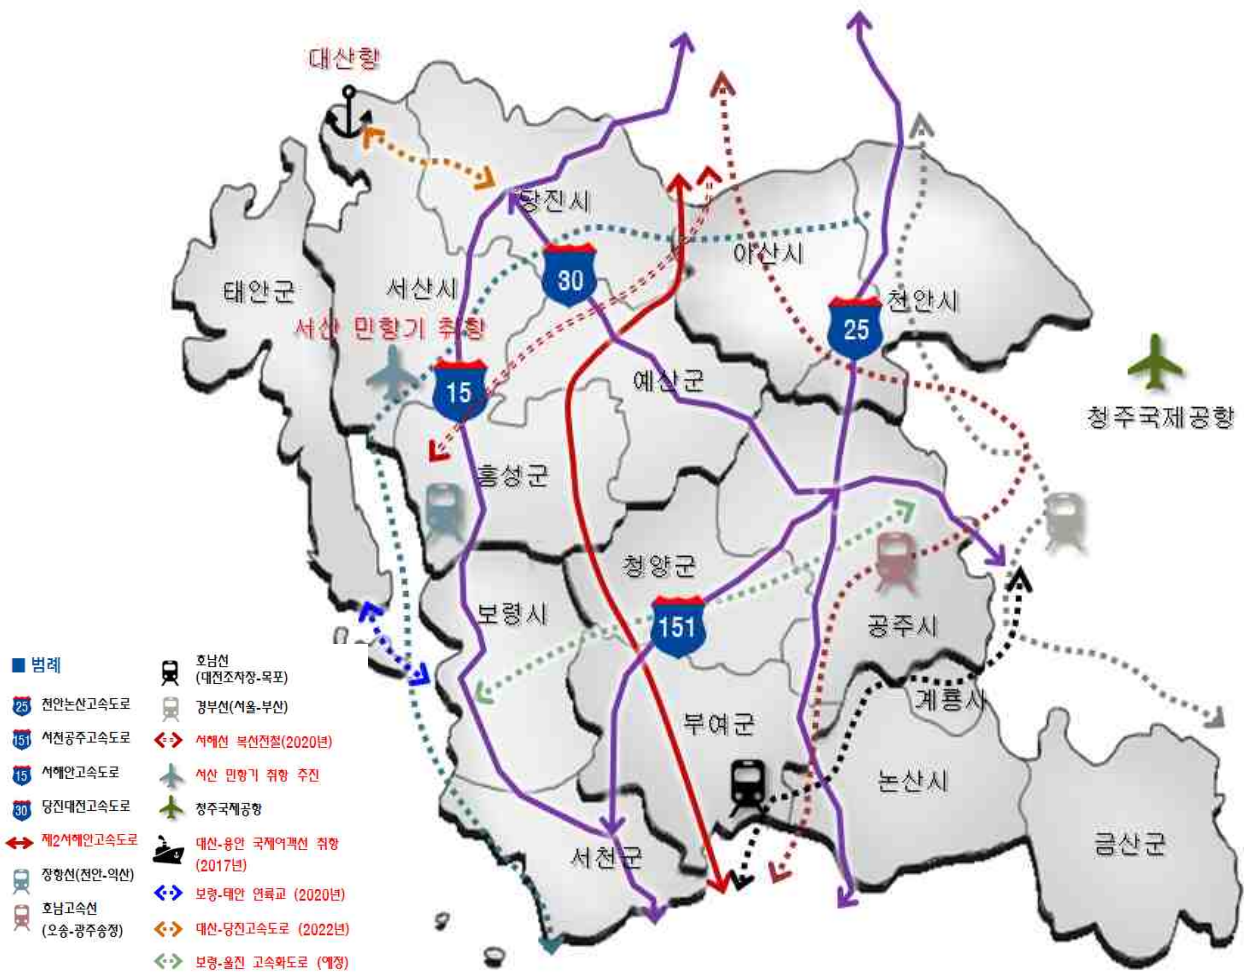 대산항
당진시
아산시
30
태안군
서산시
천안시
25
서산 민항기 취항
15
예산군
청주국제공항
홍성군
청양군
보령시
151
공주시
계룡시
부여군
논산시
서천군
금산군
■ 범례
25 천안논산고속도로
151 서천공주고속도로
15 서해안고속도로
30 당진대전고속도로
제2서해안고속도로
장항선(천안-익산)
호남고속선
(오송-광주송정)
호남선
(대전조차장-목포)
경부선(서울-부산)
서해선 복선전철(2020년)
서산 민항기 취항 추진
청주국제공항
대산-용안 국제여객선 취항
(2017년)
보령-태안 연륙교 (2020년)
대산-당진고속도로 (2022년)
보령-울진 고속화도로 (예정)